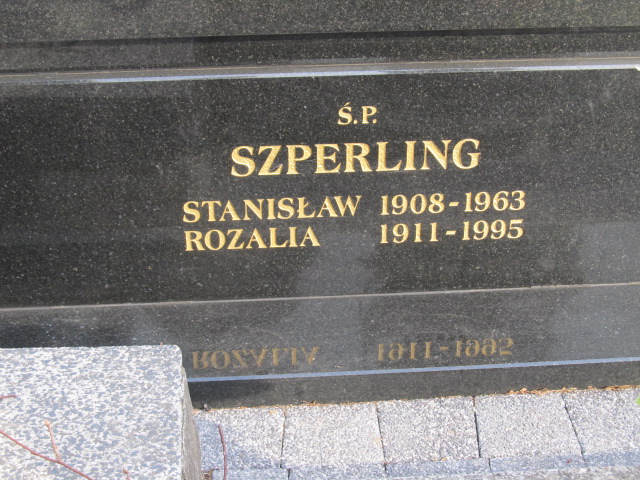 Ś.P.
SZPERLING
STANISŁAW 1908-1963
ROZALIA 1911-1995